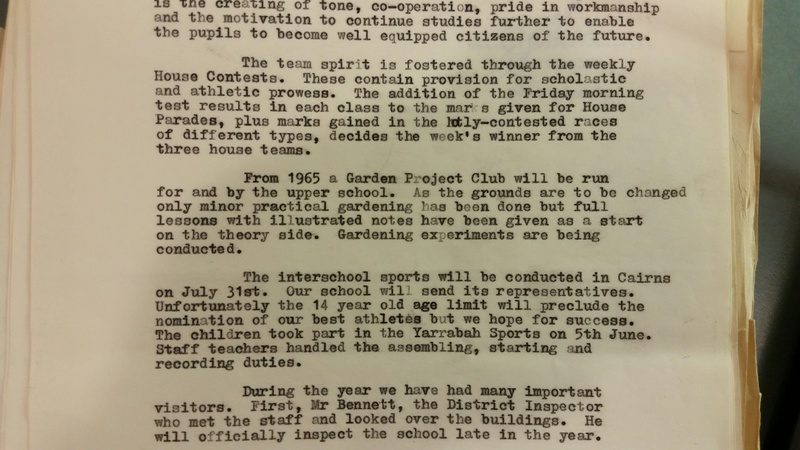 is the creating of tone, co-operation, pride in workmanship
and the motivation to continue studies further to enable
the pupils to become well equipped citizens of the future.
The team spirit is fostered through the weekly
House Contests. These contain provision for scholastic
and athletic prowess. The addition of the Friday morning
test results in each class to the marks given for House
Parades, plus marks gained in the hotly-contested races
of different types, decides the week's winner from the
three house teams.
From 1965 a Garden Project Club will be run
for and by the upper school. As the grounds are to be changed
only minor practical gardening has been done but full
lessons with illustrated notes have been given as a start
on the theory side. Gardening experiments are being
conducted.
The interschool sports will be conducted in Cairns
on July 31st. Our school will send its representatives.
Unfortunately the 14 year old age limit will preclude the
nomination of our best athletes but we hope for success.
The children took part in the Yarrabah Sports on 5th June.
Staff teachers handled the assembling, starting and
recording duties.
During the year we have had many important
visitors. First, Mr Bennett, the District Inspector
who met the staff and looked over the buildings. He
will officially inspect the school late in the year.